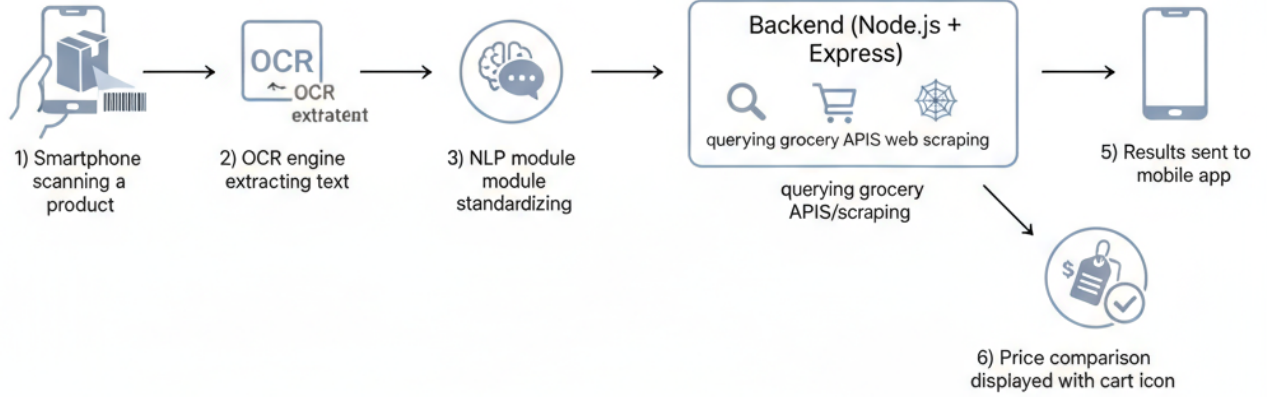 OCR
OCR
extratent
1) Smartphone
scanning a
product
2) OCR engine
extracting text
3) NLP module
module
standardizing
Backend (Node.js +
Express)
querying grocery APIS web scraping
querying grocery
APIS/scraping
5) Results sent to
mobile app
$
6) Price comparison
displayed with cart icon